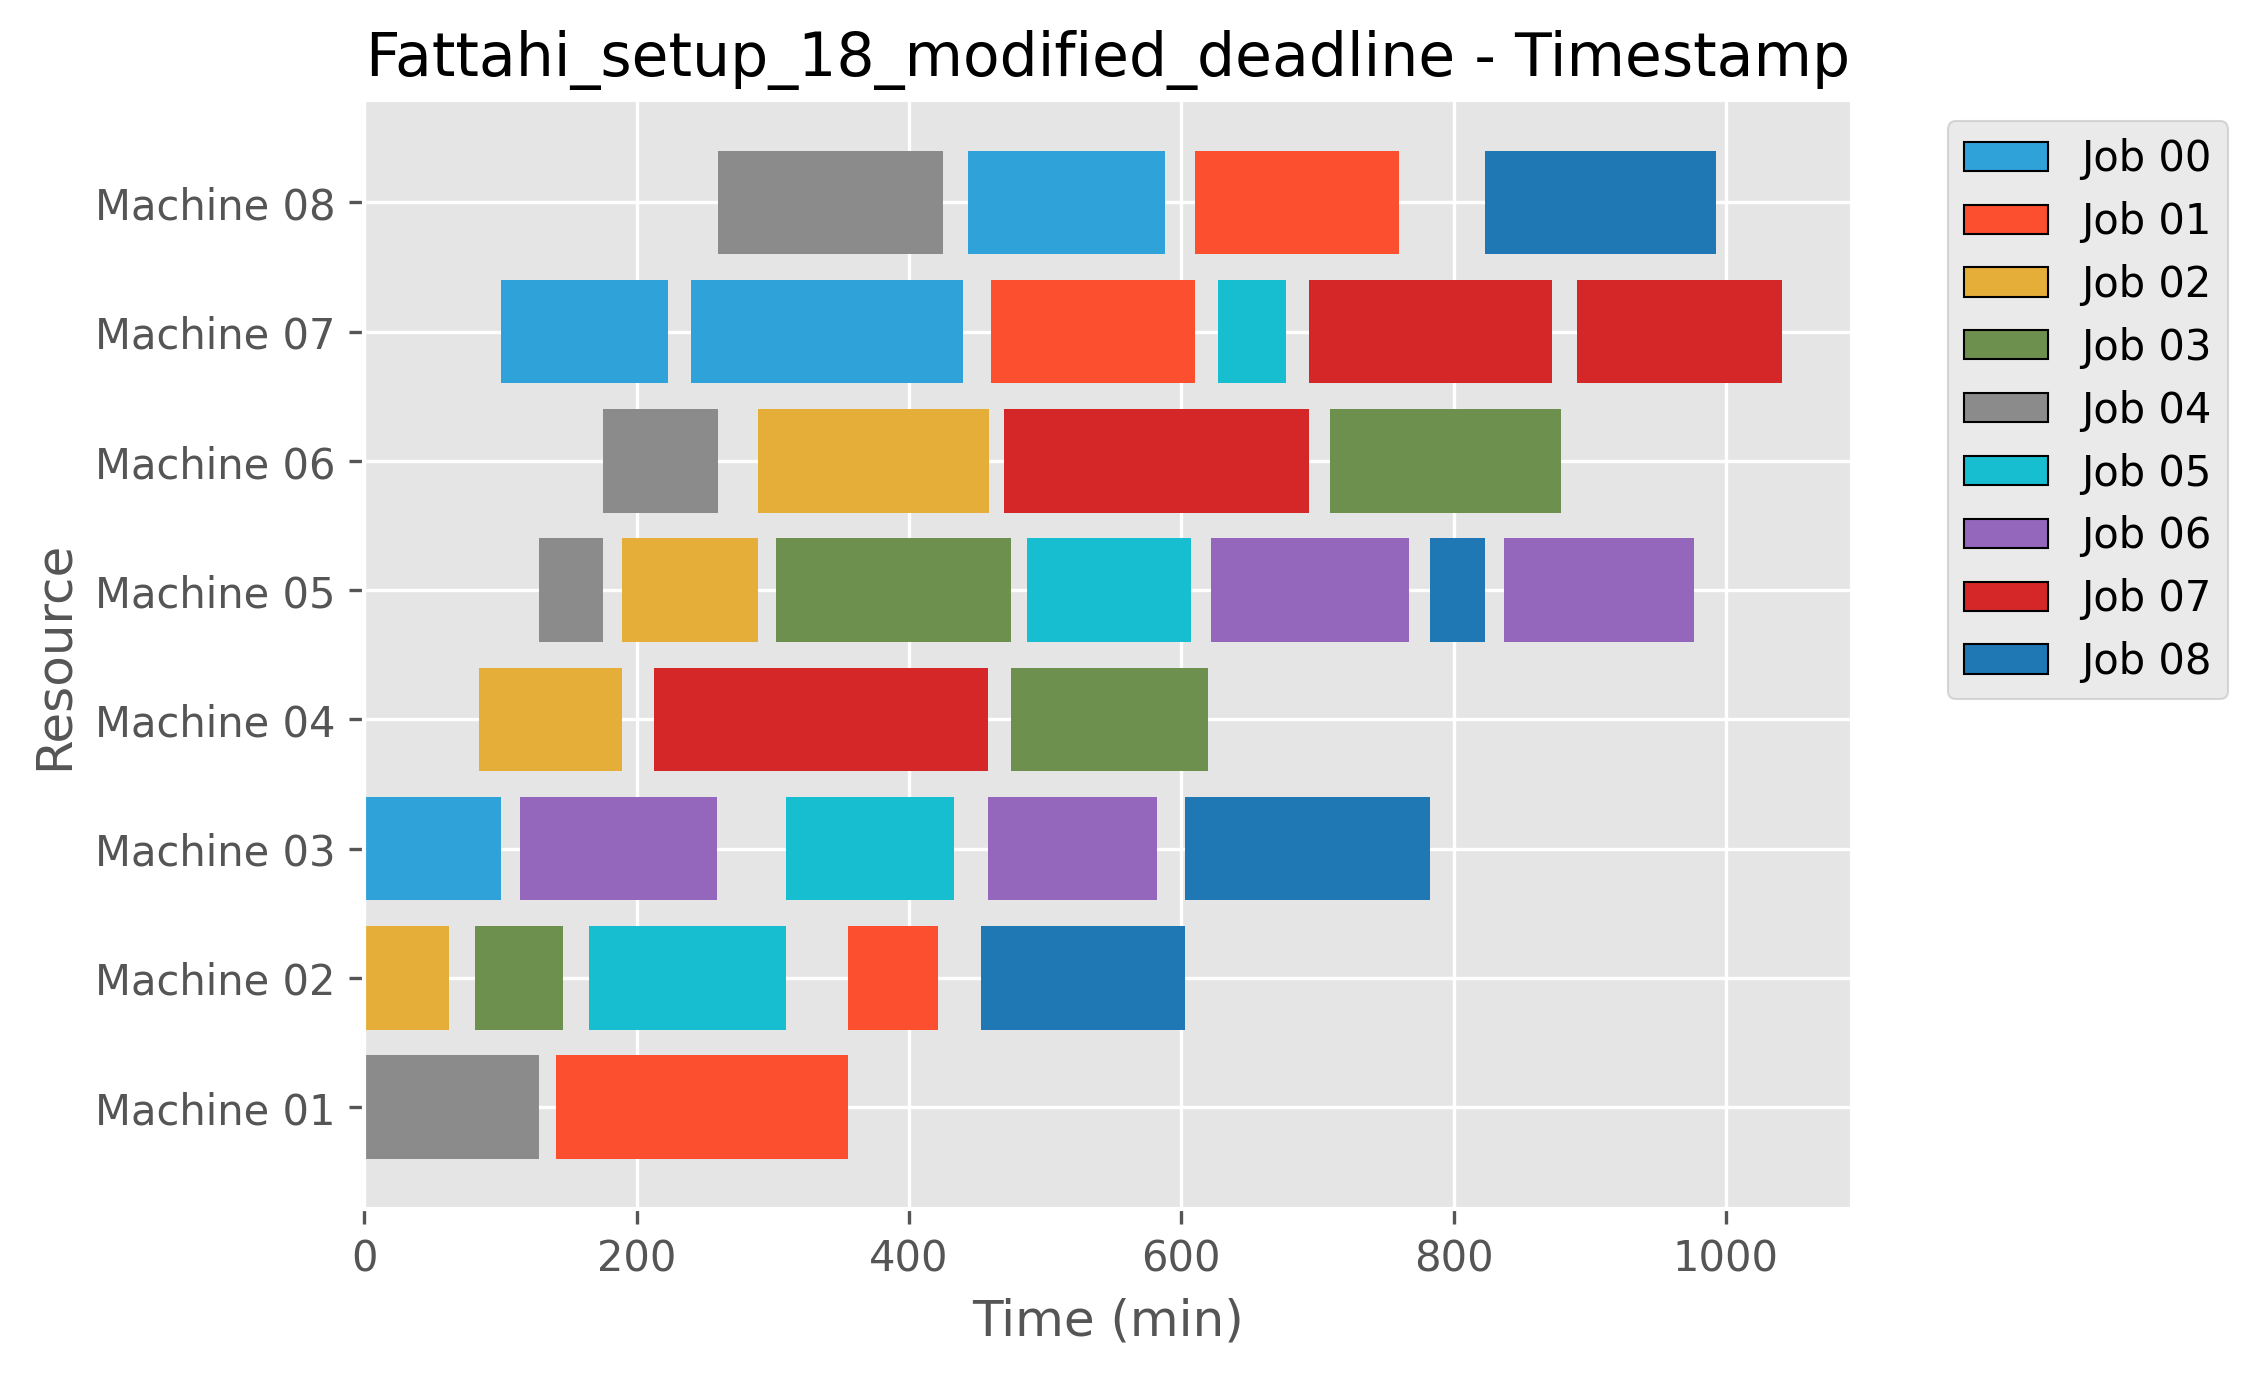 Fattahi_setup_18_modified_deadline - Timestamp
Machine 08
Machine 07
Machine 06
Machine 05
Machine 04
Machine 03
Machine 02
Machine 01
Resource
0 200 400 600 800 1000
Time (min)
Job 00
Job 01
Job 02
Job 03
Job 04
Job 05
Job 06
Job 07
Job 08